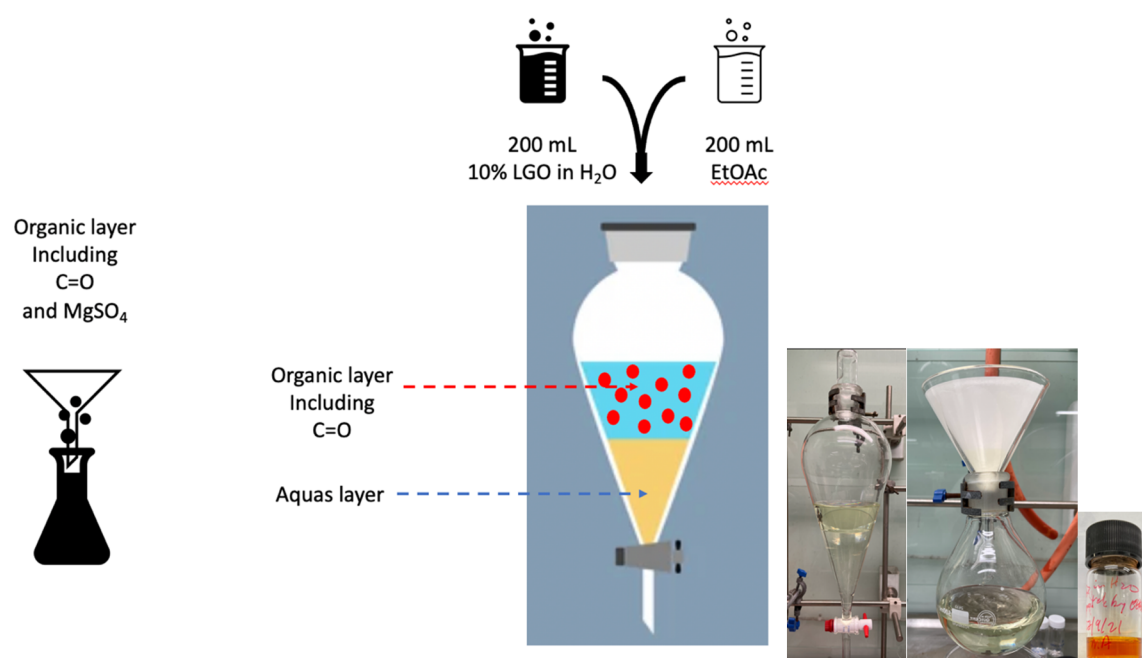 200 mL
10% LGO in H₂O
200 mL
EtOAc
Organic layer
Including
C=O
and MgSO₄
Organic layer
Including
C=O
Aquas layer
H2O